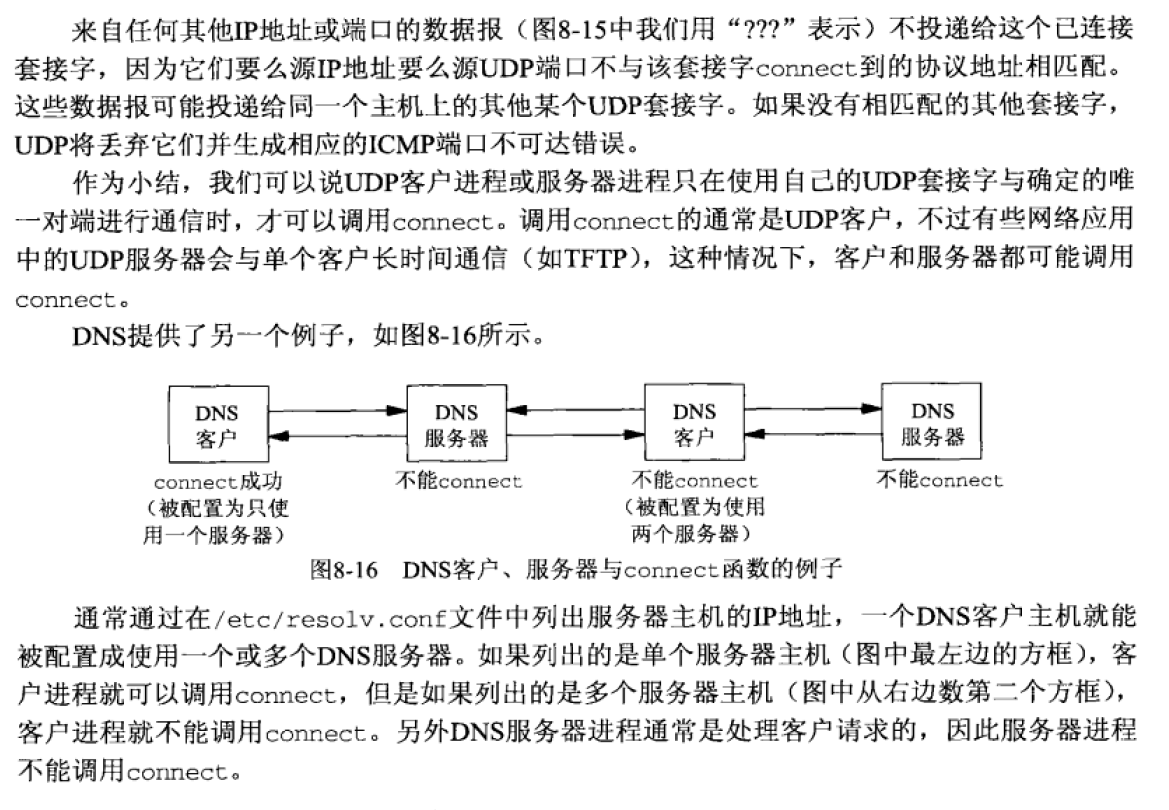 来自任何其他IP地址或端口的数据报（图8-15中我们用“???”表示）不投递给这个已连接
套接字，因为它们要么源IP地址要么源UDP端口不与该套接字connect到的协议地址相匹配。
这些数据报可能投递给同一个主机上的其他某个UDP套接字。如果没有相匹配的其他套接字，
UDP将丢弃它们并生成相应的ICMP端口不可达错误。
作为小结，我们可以说UDP客户进程或服务器进程只在使用自己的UDP套接字与确定的唯
一对端进行通信时，才可以调用connect。调用connect的通常是UDP客户，不过有些网络应用
中的UDP服务器会与单个客户长时间通信（如TFTP），这种情况下，客户和服务器都可能调用
connect。
DNS提供了另一个例子，如图8-16所示。
DNS
客户
DNS
服务器
DNS
客户
DNS
服务器
connect成功
（被配置为只使
用一个服务器）
不能connect
不能connect
（被配置为使用
两个服务器）
不能connect
图8-16 DNS客户、服务器与connect函数的例子
通常通过在/etc/resolv.conf文件中列出服务器主机的IP地址，一个DNS客户主机就能
被配置成使用一个或多个DNS服务器。如果列出的是单个服务器主机（图中最左边的方框），客
户进程就可以调用connect，但是如果列出的是多个服务器主机（图中从右边数第二个方框），
客户进程就不能调用connect。另外DNS服务器进程通常是处理客户请求的，因此服务器进程
不能调用connect。